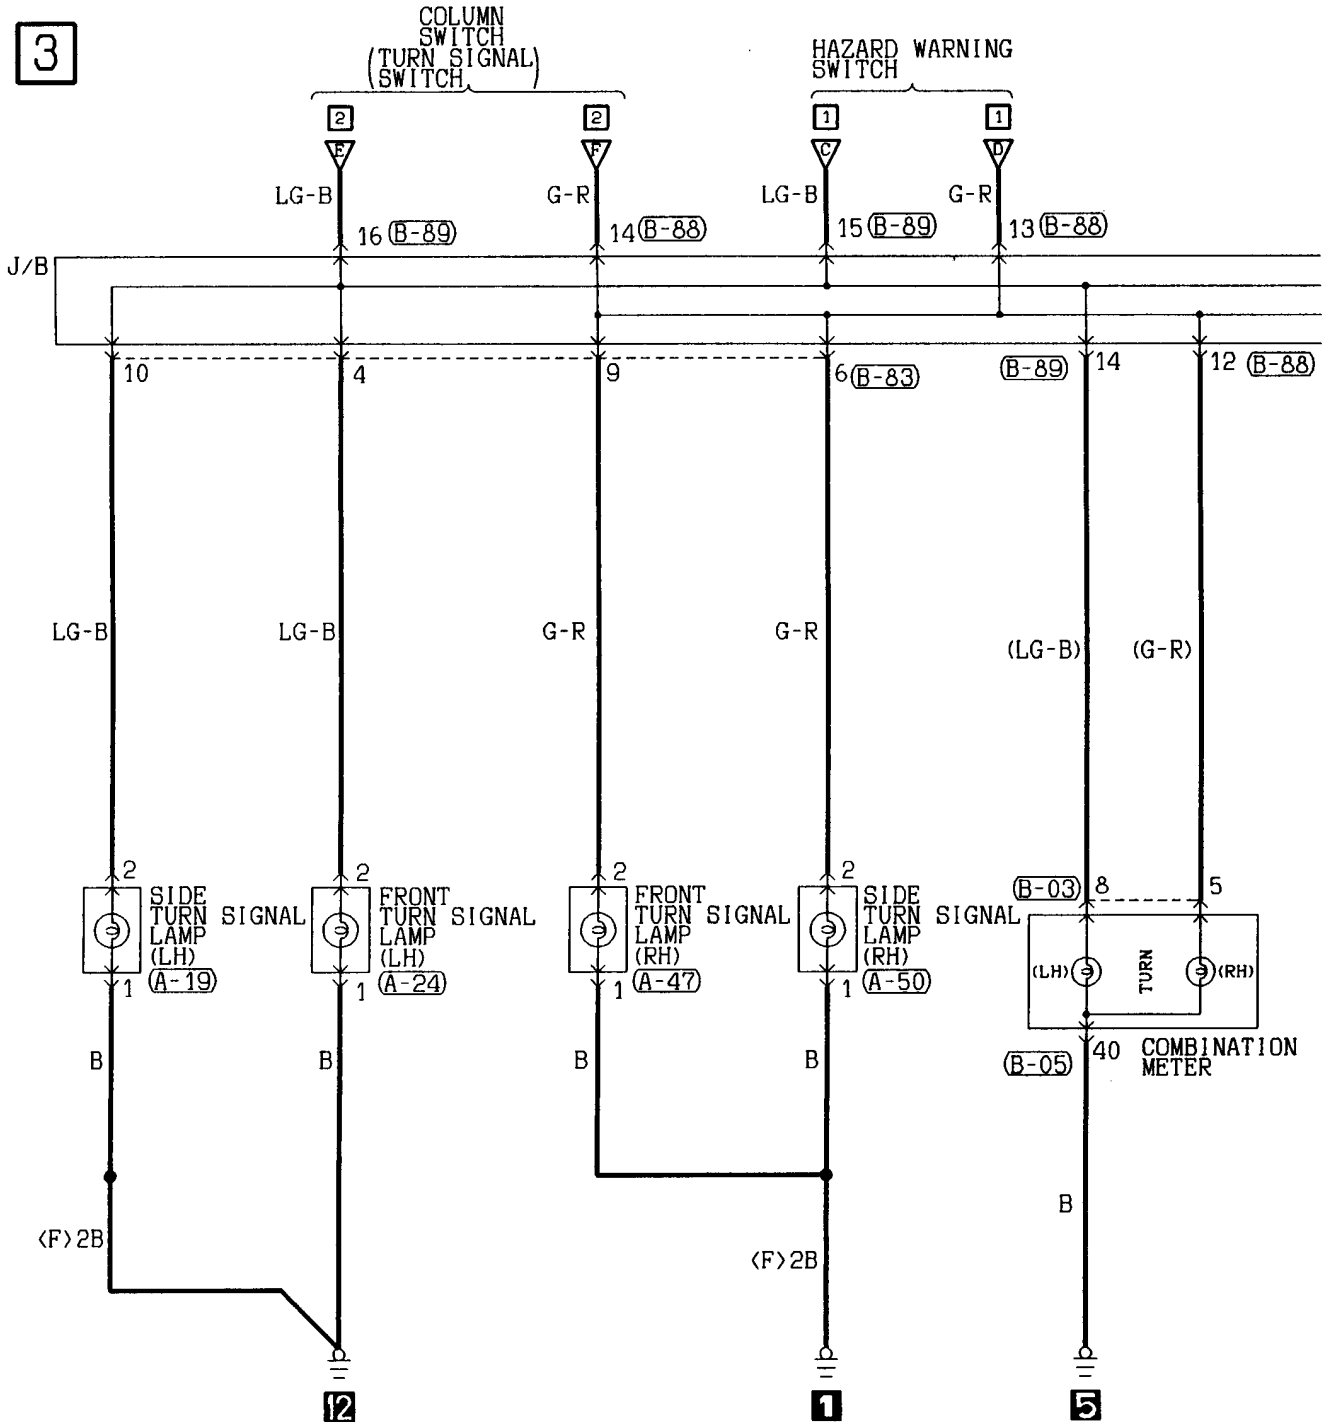 3
COLUMN
SWITCH
(TURN SIGNAL)
SWITCH
HAZARD WARNING
SWITCH
2
2
1
1
E
F
C
D
LG-B
G-R
LG-B
G-R
16 B-89
14 B-88
15 B-89
13 B-88
J/B
10
4
9
6 B-83
B-89 14
12 B-88
LG-B
LG-B
G-R
G-R
(LG-B)
(G-R)
2
2
2
2
B-03 8
5
SIDE
TURN SIGNAL
LAMP
(LH)
A-19
FRONT
TURN SIGNAL
LAMP
(LH)
A-24
FRONT
TURN SIGNAL
LAMP
(RH)
A-47
SIDE
TURN SIGNAL
LAMP
(RH)
A-50
(LH)
TURN
(RH)
1
1
1
1
B
B
B
B
B-05
40
COMBINATION
METER
B
<F>2B
<F>2B
12
1
5